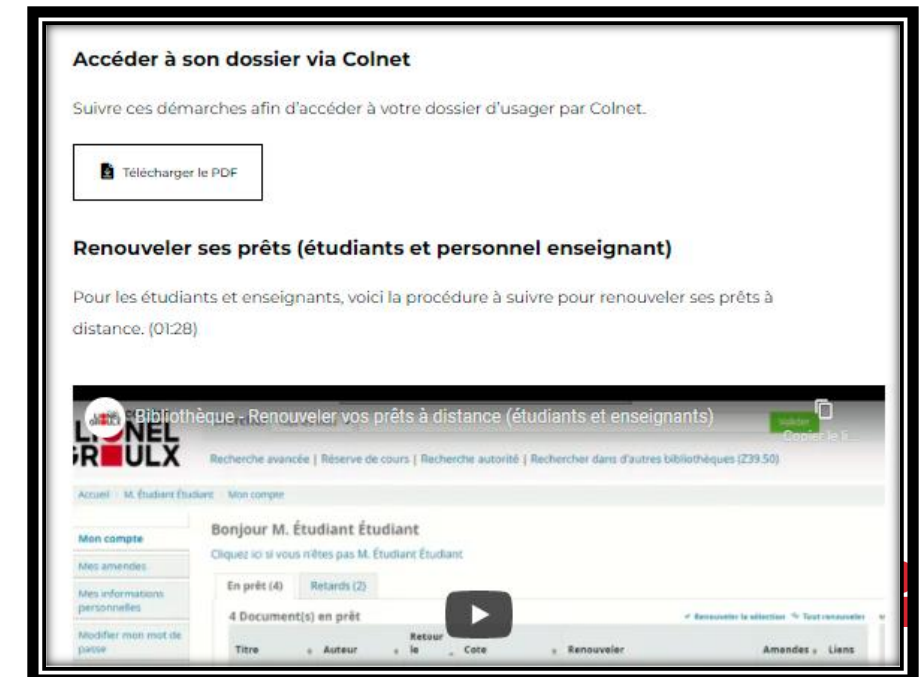 Accéder à son dossier via Colnet
Suivre ces démarches afin d'accéder à votre dossier d'usager par Colnet.
Télécharger le PDF
Renouveler ses prêts (étudiants et personnel enseignant)
Pour les étudiants et enseignants, voici la procédure à suivre pour renouveler ses prêts à
distance. (01:28)
Bibliothèque - Renouveler vos prêts à distance (étudiants et enseignants)
Valider
Copier le li...
LIONEL
GROULX
Recherche avancée | Réserve de cours | Recherche autorité | Rechercher dans d'autres bibliothèques (Z39.50)
Accueil M. Étudiant Étudiant Mon compte
Mon compte
Mes amendes
Mes informations
personnelles
Modifier mon mot de
passe
Bonjour M. Étudiant Étudiant
Cliquez ici si vous n'êtes pas M. Étudiant Étudiant
En prêt (4) Retards (2)
4 Document(s) en prêt
Renouveler la sélection Tout renouveler
Titre Auteur Retour le Cote Renouveler Amendes Liens